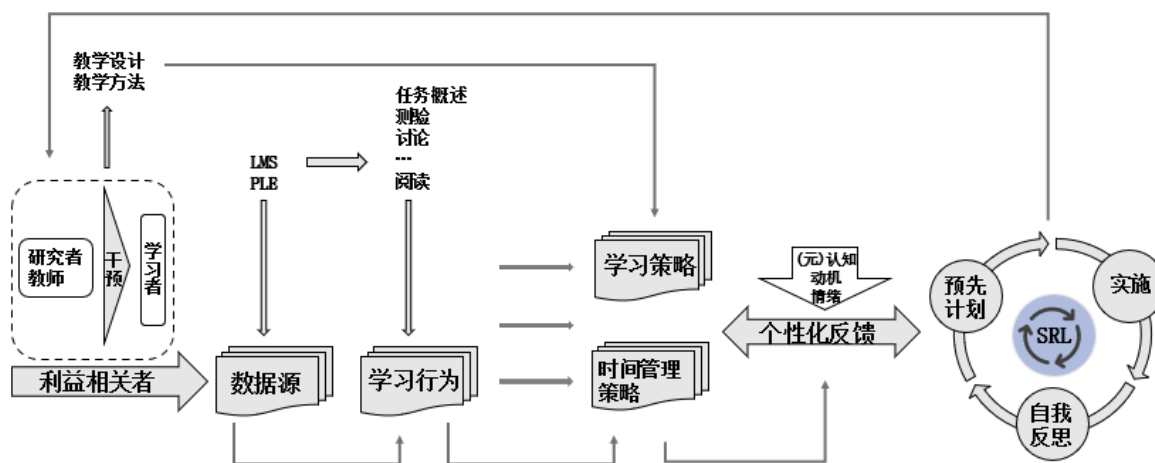 教学设计
教学方法
任务概述
测验
讨论
...
阅读
LMS
PLE
研究者
教师
干预
学习者
利益相关者
数据源
学习行为
学习策略
时间管理
策略
(元)认知
动机
情绪
个性化反馈
预先
计划
实施
SRL
自我
反思